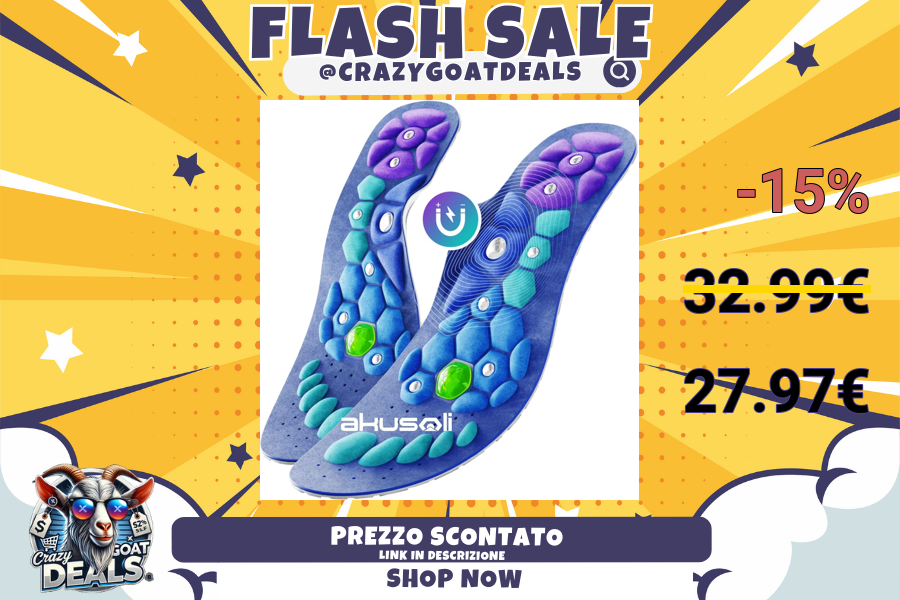 FLASH SALE
@CRAZYGOATDEALS
-15%
32.99€
27.97€
akusoli
$
52%
Crazy
GOAT
DEALS
PREZZO SCONTATO
LINK IN DESCRIZIONE
SHOP NOW